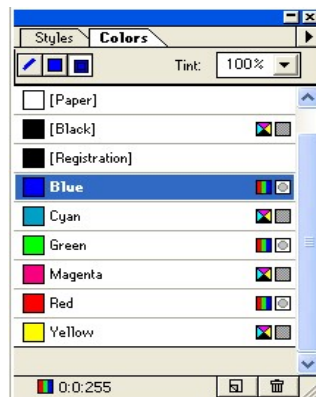 Styles Colors
Tint: 100%
[Paper]
[Black]
[Registration]
Blue
Cyan
Green
Magenta
Red
Yellow
0:0:255